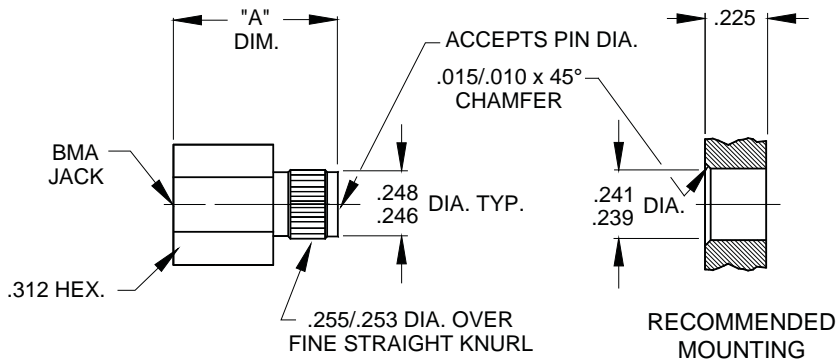 "A"
DIM.
ACCEPTS PIN DIA.
.225
.015/.010 x 45°
CHAMFER
BMA
JACK
.248
.246
DIA. TYP.
.241
.239
DIA.
.312 HEX.
.255/.253 DIA. OVER
FINE STRAIGHT KNURL
RECOMMENDED
MOUNTING